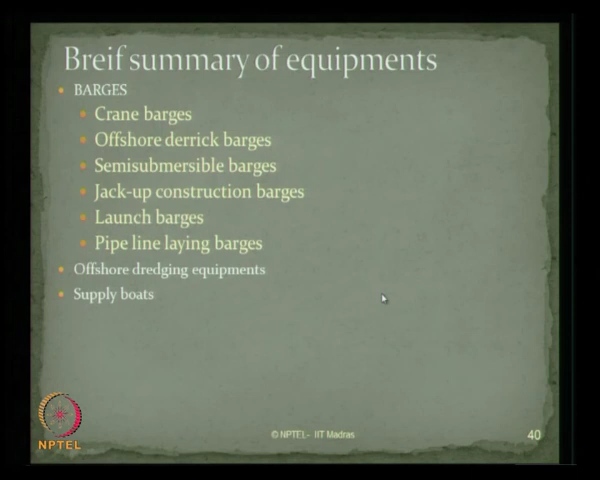 Breif summary of equipments
BARGES
Crane barges
Offshore derrick barges
Semisubmersible barges
Jack-up construction barges
Launch barges
Pipe line laying barges
Offshore dredging equipments
Supply boats
NPTEL
© NPTEL- IIT Madras
40